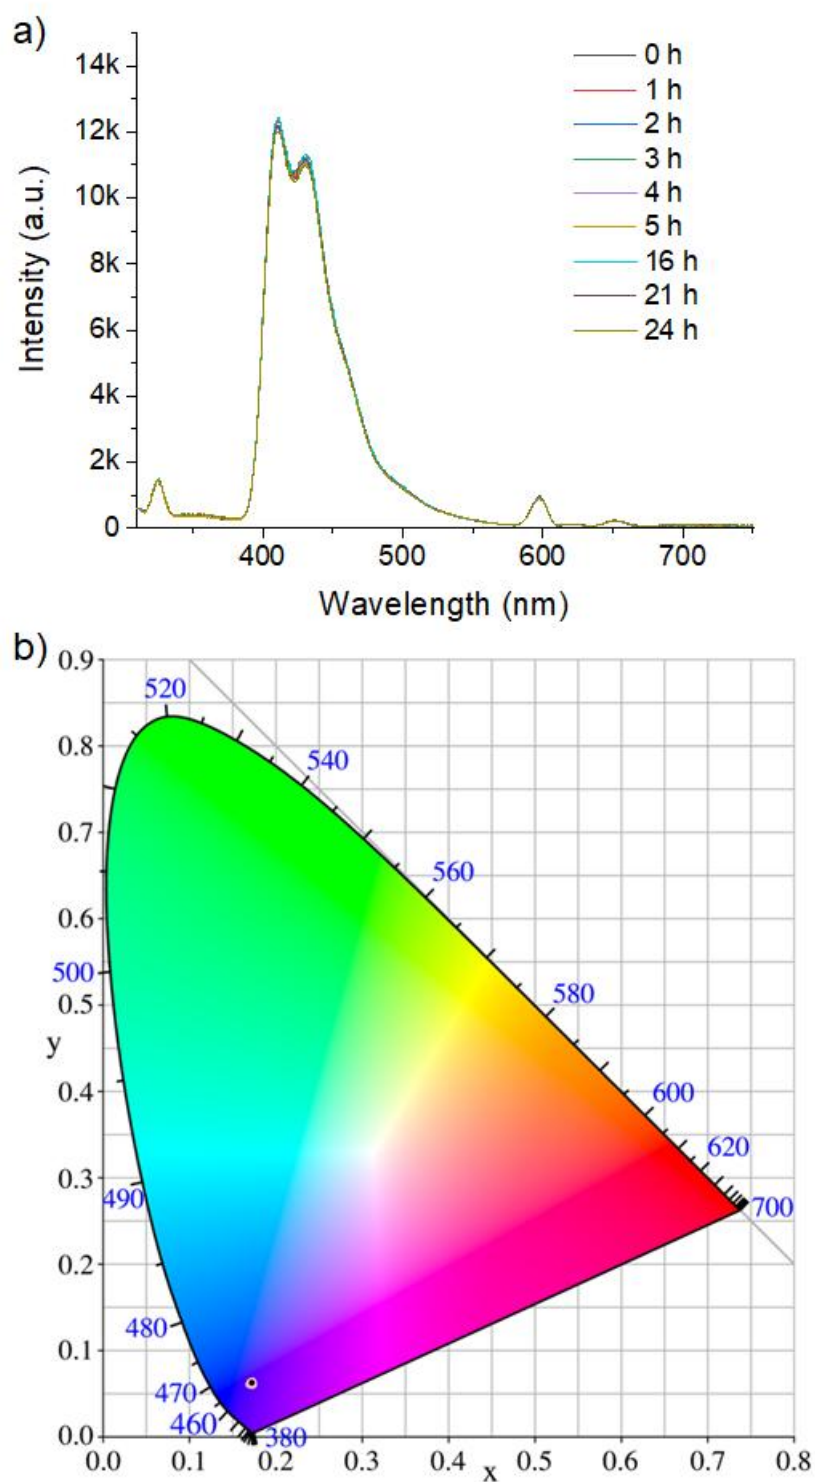 a)
14k
12k
10k
8k
6k
4k
2k
0
Intensity (a.u.)
0 h
1 h
2 h
3 h
4 h
5 h
16 h
21 h
24 h
400 500 600 700
Wavelength (nm)
b)
0.9
0.8
0.7
0.6
0.5
0.4
0.3
0.2
0.1
0.0
y
520
540
560
580
600
620
700
500
490
480
470
460
380
0.0 0.1 0.2 0.3 0.4 0.5 0.6 0.7 0.8
x